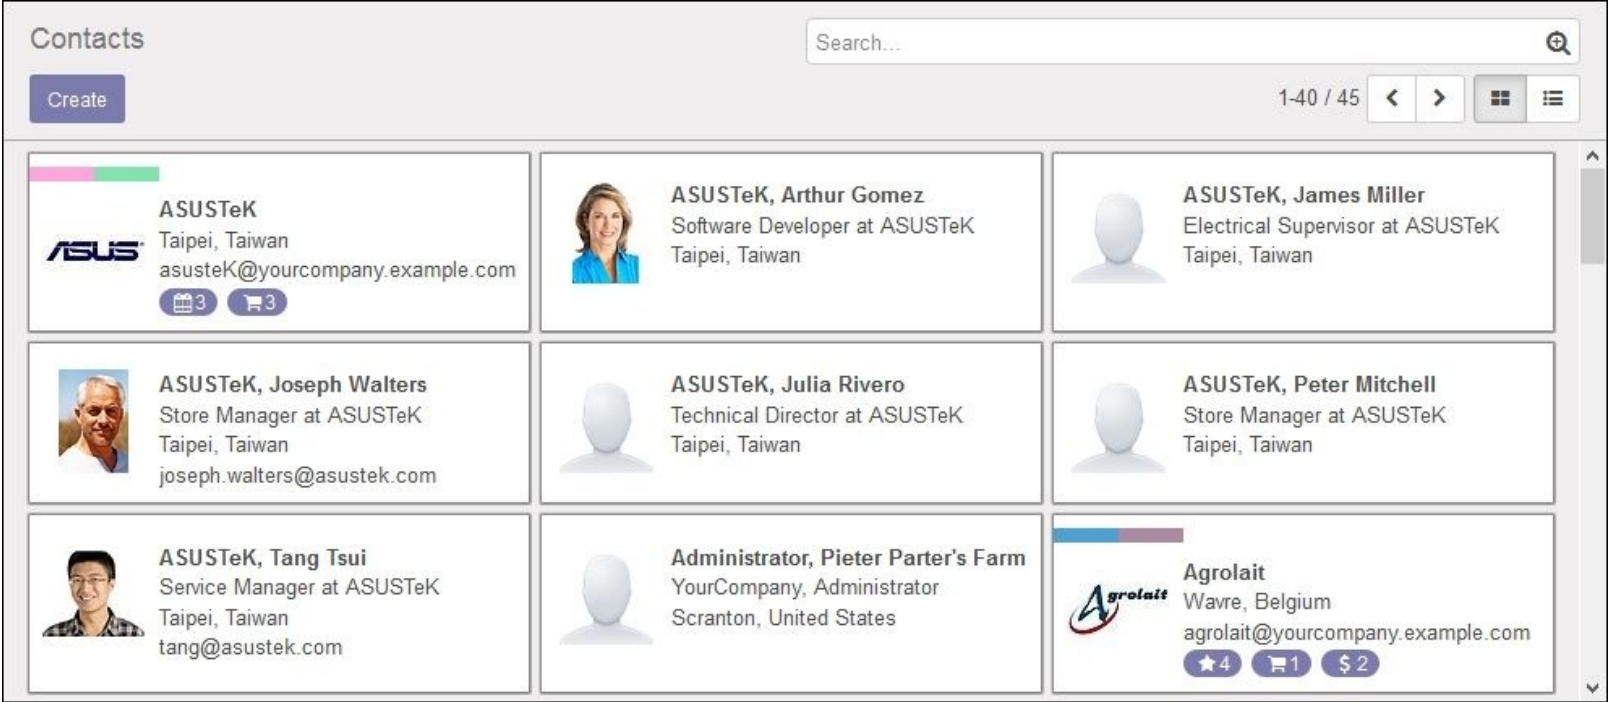 Contacts
Search...
Create
1-40 / 45
ASUSTeK
Taipei, Taiwan
asusteK@yourcompany.example.com
3 3
ASUS
ASUSTeK, Arthur Gomez
Software Developer at ASUSTeK
Taipei, Taiwan
ASUSTeK, James Miller
Electrical Supervisor at ASUSTeK
Taipei, Taiwan
ASUSTeK, Joseph Walters
Store Manager at ASUSTeK
Taipei, Taiwan
joseph.walters@asustek.com
ASUSTeK, Julia Rivero
Technical Director at ASUSTeK
Taipei, Taiwan
ASUSTeK, Peter Mitchell
Store Manager at ASUSTeK
Taipei, Taiwan
ASUSTeK, Tang Tsui
Service Manager at ASUSTeK
Taipei, Taiwan
tang@asustek.com
Administrator, Pieter Parter's Farm
YourCompany, Administrator
Scranton, United States
Agrolait
Agrolait
Wavre, Belgium
agrolait@yourcompany.example.com
4 1 $ 2